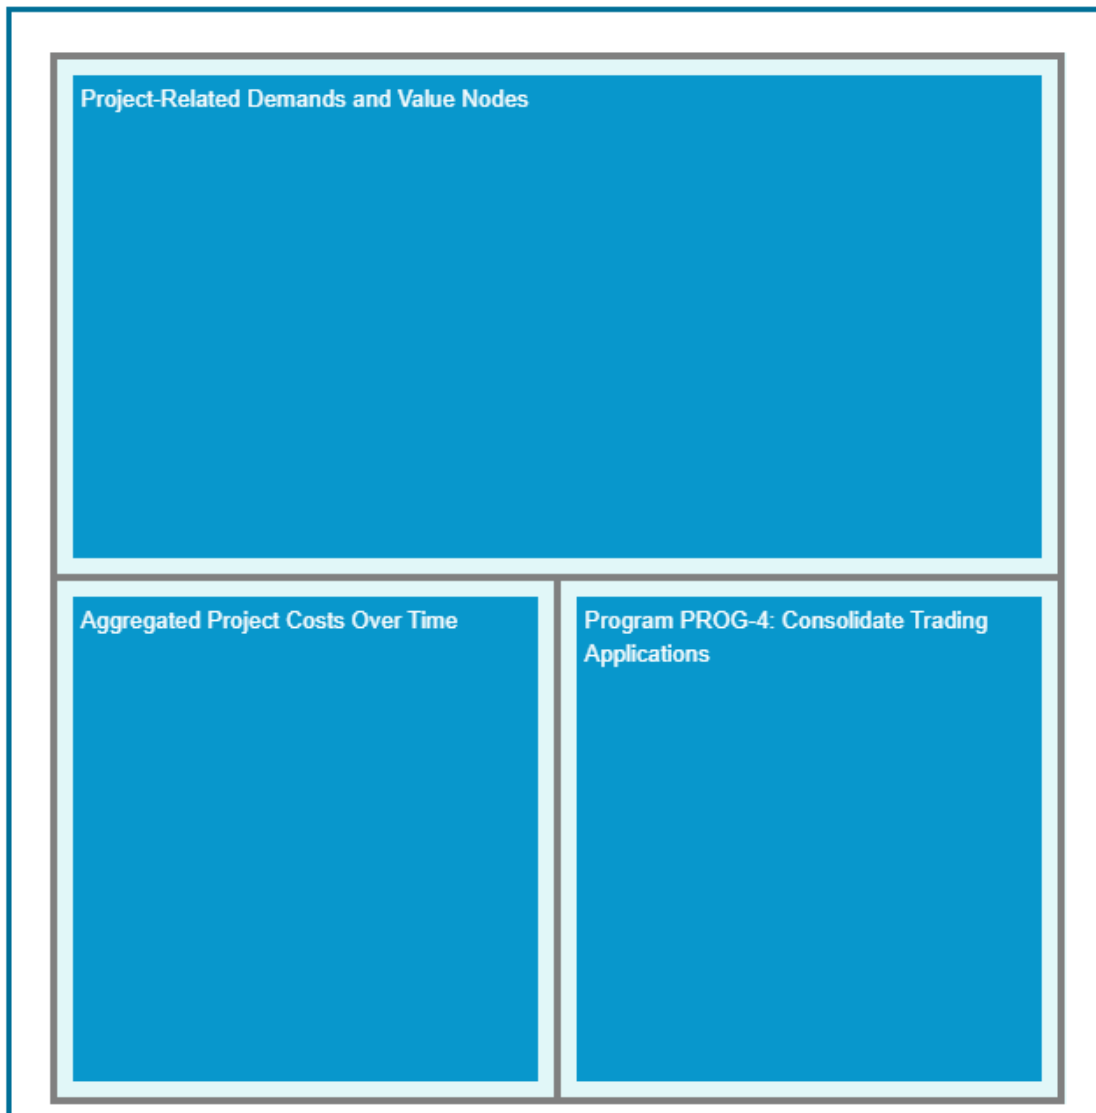 Project-Related Demands and Value Nodes
Aggregated Project Costs Over Time
Program PROG-4: Consolidate Trading
Applications